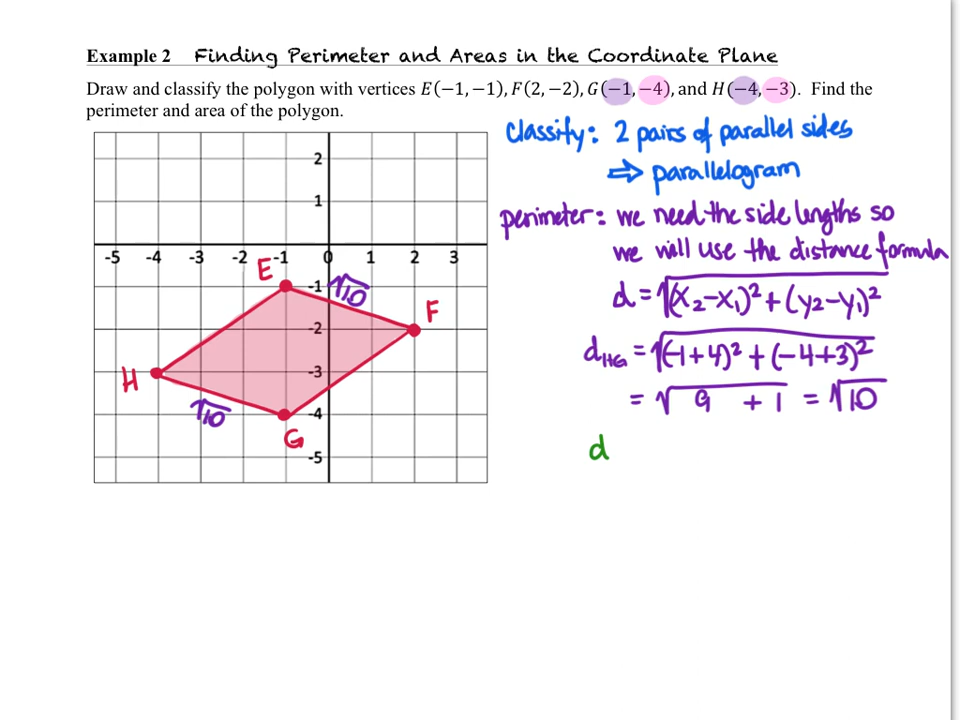 Example 2 Finding Perimeter and Areas in the Coordinate Plane
Draw and classify the polygon with vertices E(−1,−1), F(2,−2), G(−1,−4), and H(−4,−3). Find the
perimeter and area of the polygon.
classify: 2 pairs of parallel sides
⇒ parallelogram
perimeter: we need the side lengths so
we will use the distance formula
d = √(x₂−x₁)² + (y₂−y₁)²
d_HG = √(−1+4)² + (−4+3)²
= √9 + 1 = √10
d
2
1
-5 -4 -3 -2 -1 0 1 2 3
E
-1 √10
F
-2
H
-3
√10
-4
G
-5